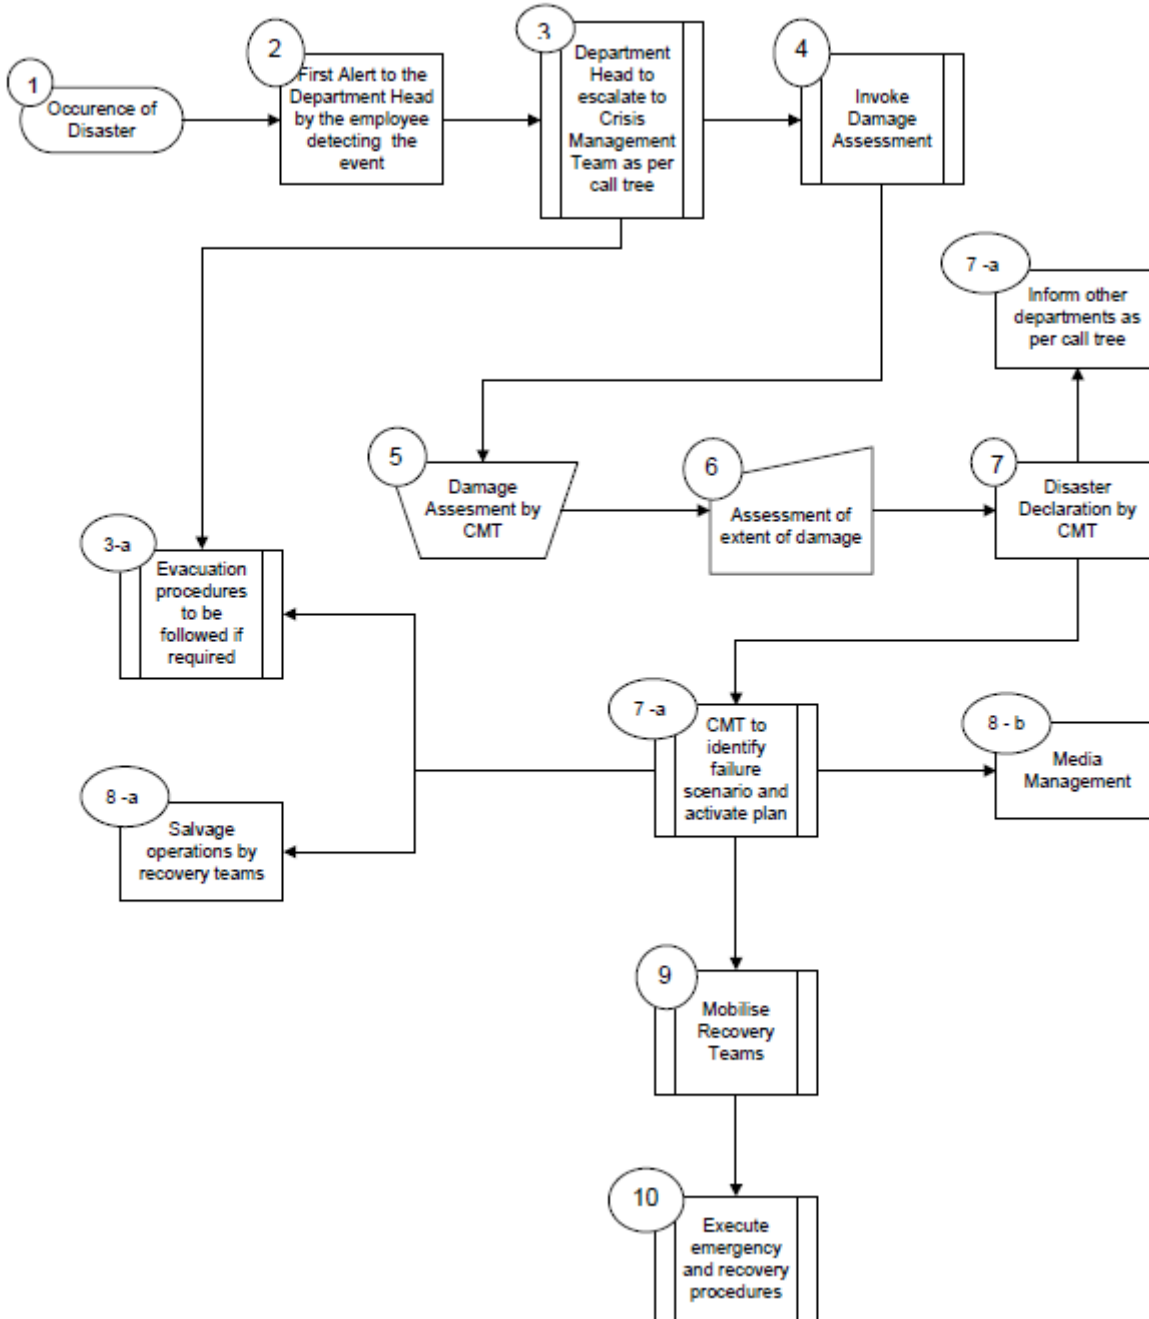 1
Occurence of
Disaster
2
First Alert to the
Department Head
by the employee
detecting the
event
3
Department
Head to
escalate to
Crisis
Management
Team as per
call tree
4
Invoke
Damage
Assessment
7 -a
Inform other
departments as
per call tree
5
Damage
Assesment by
CMT
6
Assessment of
extent of damage
7
Disaster
Declaration by
CMT
3-a
Evacuation
procedures
to be
followed if
required
7 -a
CMT to
identify
failure
scenario and
activate plan
8 - b
Media
Management
8 -a
Salvage
operations by
recovery teams
9
Mobilise
Recovery
Teams
10
Execute
emergency
and recovery
procedures